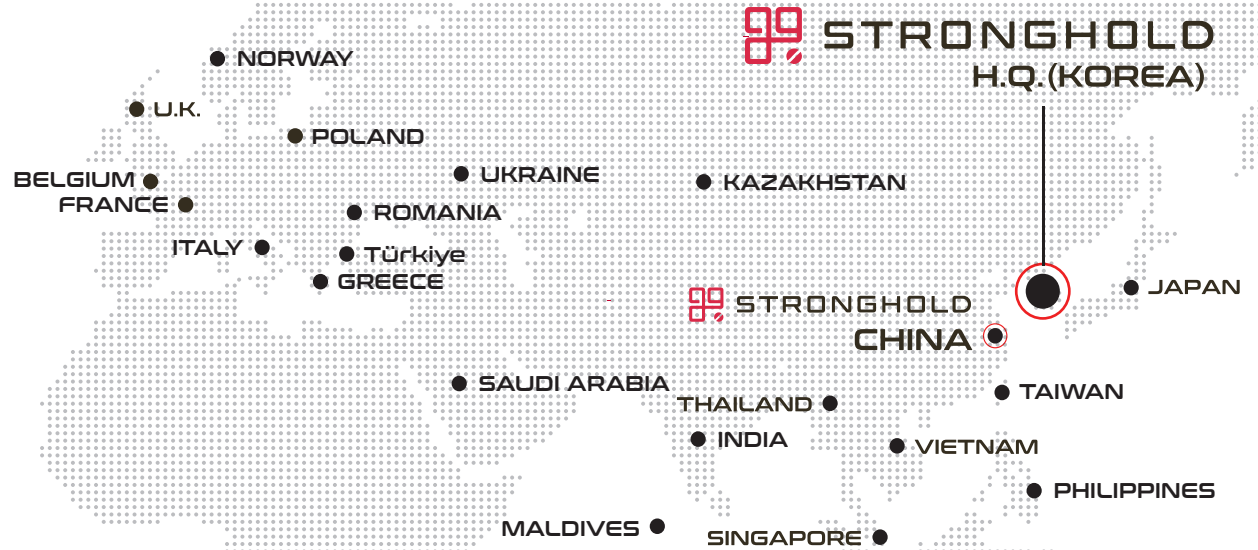 STRONGHOLD
H.Q.(KOREA)
NORWAY
U.K.
POLAND
UKRAINE
BELGIUM
KAZAKHSTAN
FRANCE
ROMANIA
ITALY
Türkiye
GREECE
JAPAN
STRONGHOLD
CHINA
SAUDI ARABIA
TAIWAN
THAILAND
INDIA
VIETNAM
PHILIPPINES
MALDIVES
SINGAPORE